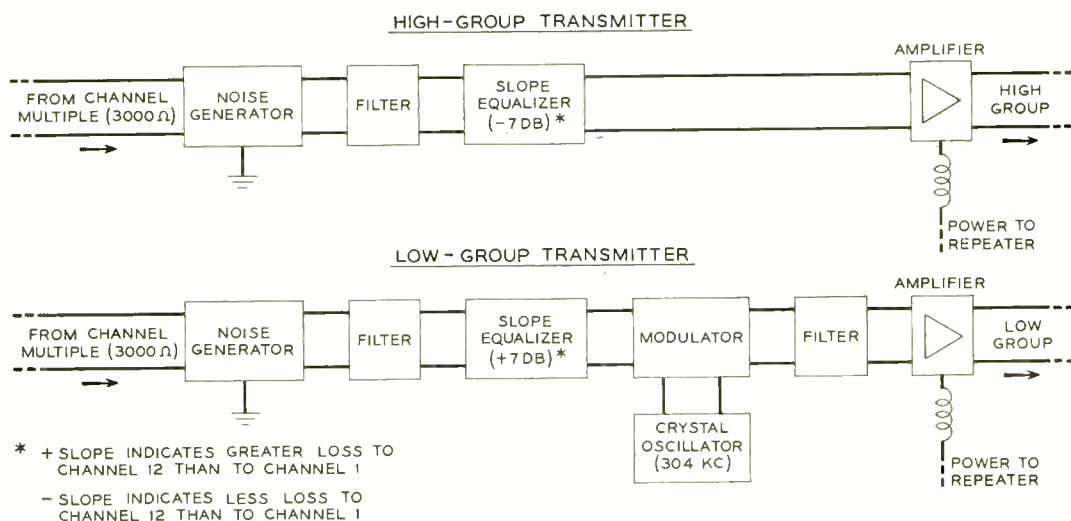 HIGH-GROUP TRANSMITTER
FROM CHANNEL
MULTIPLE (3000Ω)
NOISE
GENERATOR
FILTER
SLOPE
EQUALIZER
(-7 DB)*
AMPLIFIER
HIGH
GROUP
POWER TO
REPEATER
LOW-GROUP TRANSMITTER
FROM CHANNEL
MULTIPLE (3000Ω)
NOISE
GENERATOR
FILTER
SLOPE
EQUALIZER
(+7 DB)*
MODULATOR
CRYSTAL
OSCILLATOR
(304 KC)
FILTER
AMPLIFIER
LOW
GROUP
POWER TO
REPEATER
* + SLOPE INDICATES GREATER LOSS TO
CHANNEL 12 THAN TO CHANNEL 1
- SLOPE INDICATES LESS LOSS TO
CHANNEL 12 THAN TO CHANNEL 1